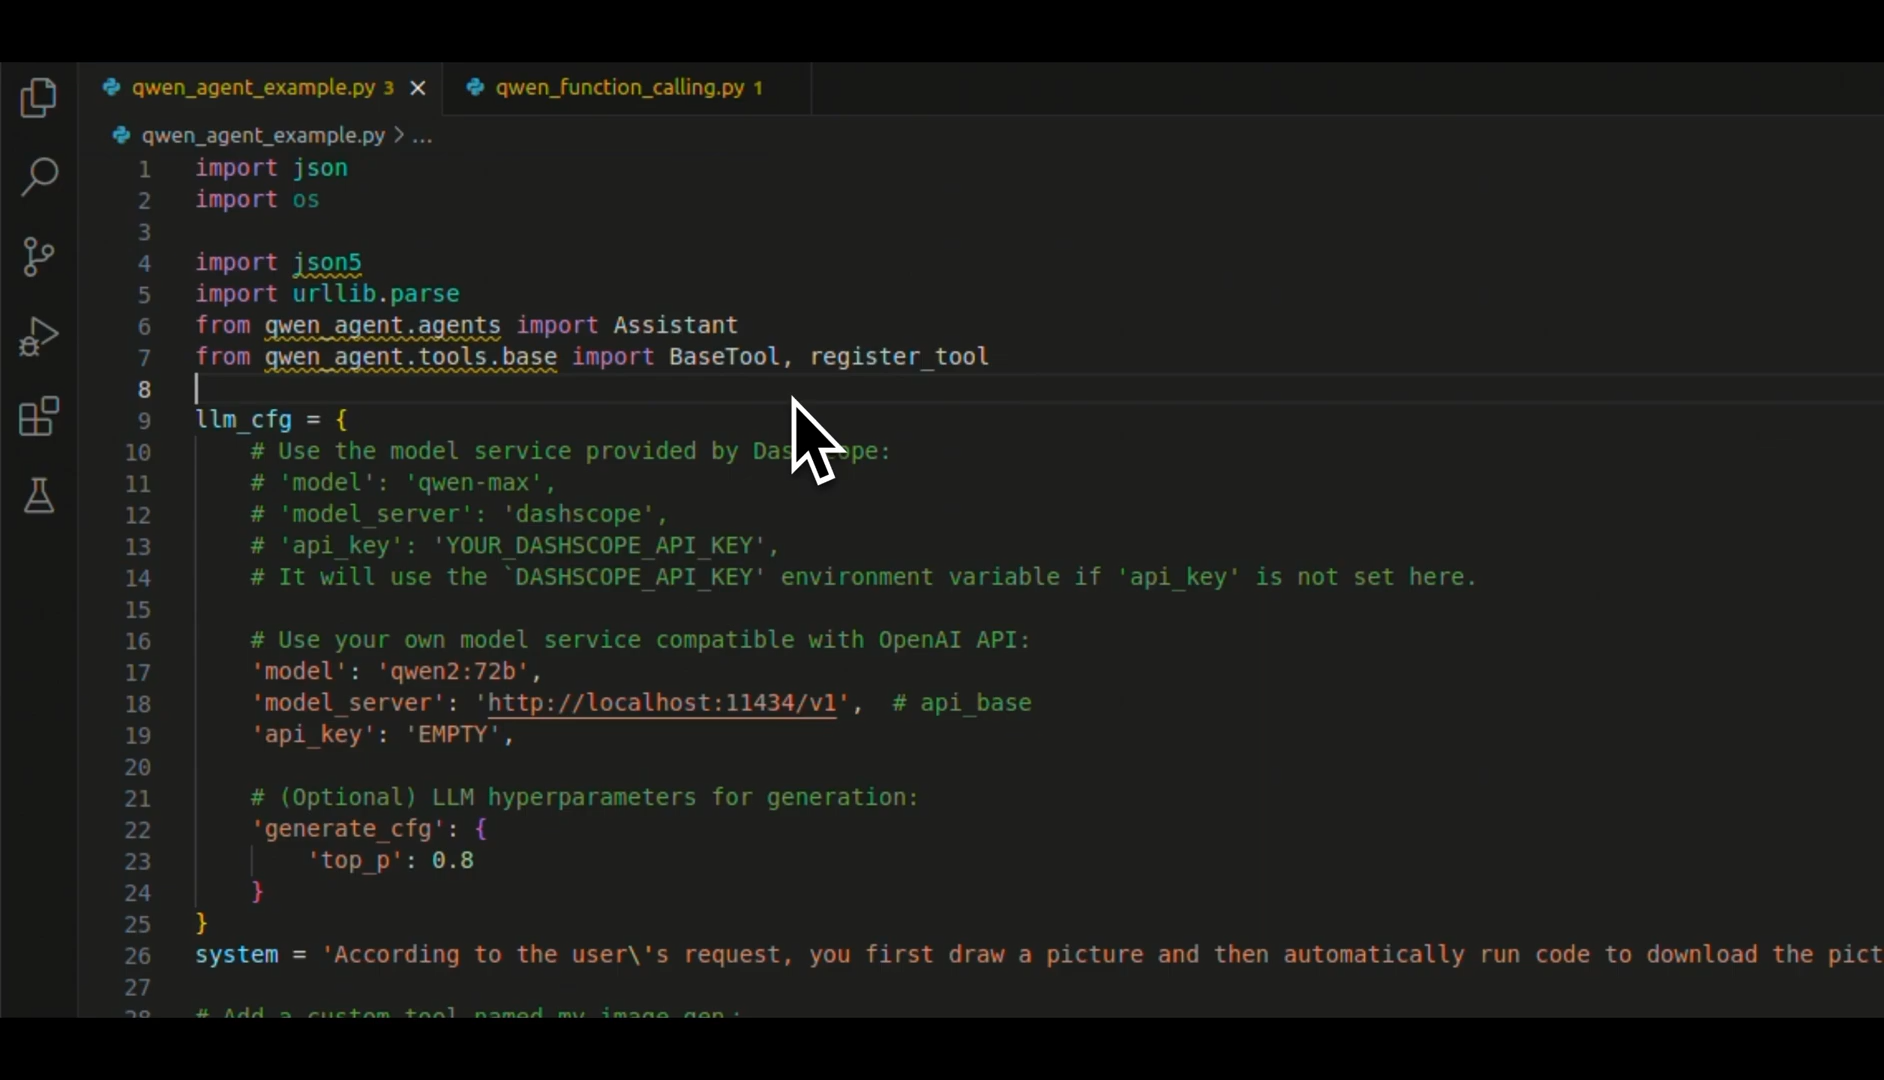 qwen_agent_example.py 3
qwen_function_calling.py 1
qwen_agent_example.py > ...
1 import json
2 import os
3
4 import json5
5 import urllib.parse
6 from qwen_agent.agents import Assistant
7 from qwen_agent.tools.base import BaseTool, register_tool
8
9 llm_cfg = {
10 # Use the model service provided by DashScope:
11 # 'model': 'qwen-max',
12 # 'model_server': 'dashscope',
13 # 'api_key': 'YOUR_DASHSCOPE_API_KEY',
14 # It will use the `DASHSCOPE_API_KEY' environment variable if 'api_key' is not set here.
15
16 # Use your own model service compatible with OpenAI API:
17 'model': 'qwen2:72b',
18 'model_server': 'http://localhost:11434/v1', # api_base
19 'api_key': 'EMPTY',
20
21 # (Optional) LLM hyperparameters for generation:
22 'generate_cfg': {
23 'top_p': 0.8
24 }
25 }
26 system = 'According to the user\'s request, you first draw a picture and then automatically run code to download the pict
27
28 # Add a custom tool named my_image_gen: